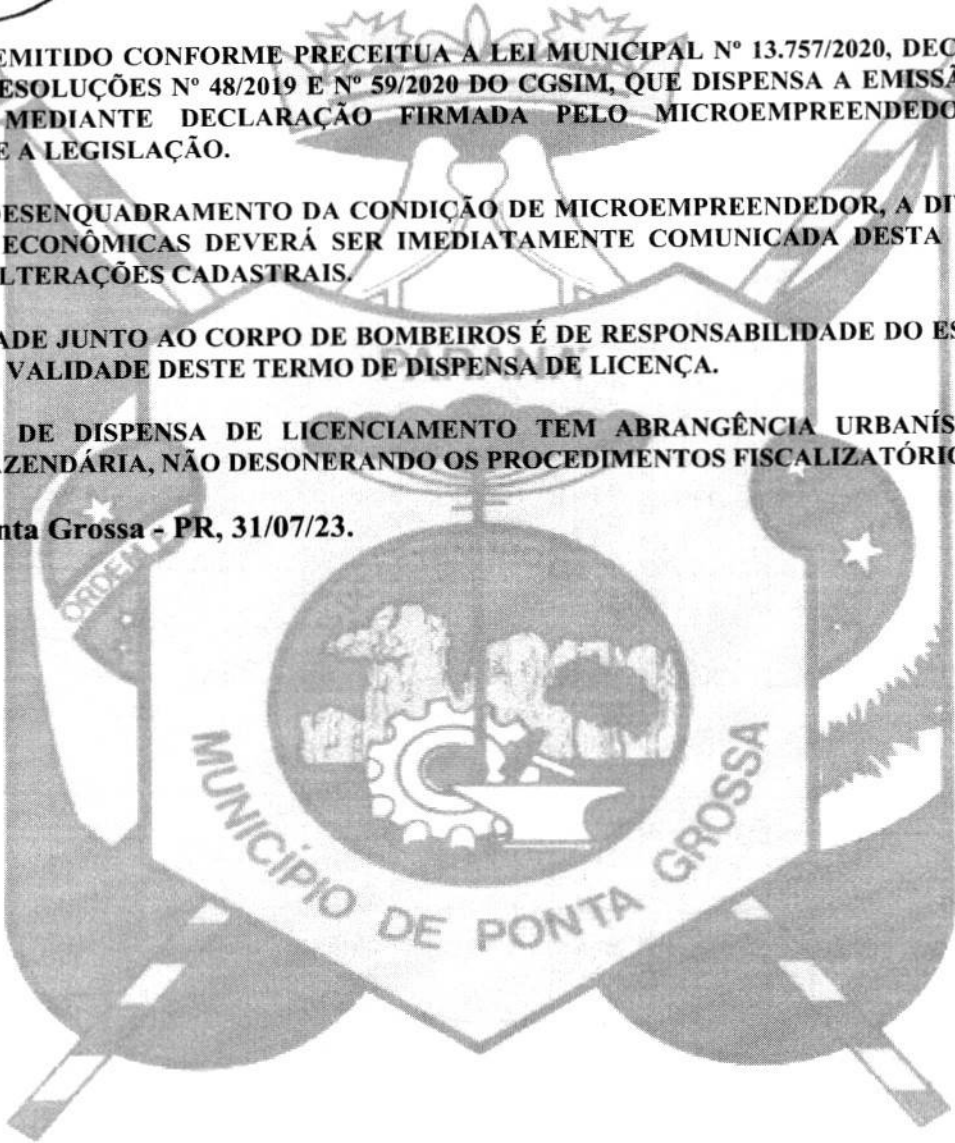 EMITIDO CONFORME PRECEITUA A LEI MUNICIPAL Nº 13.757/2020, DEC
ESOLUÇÕES Nº 48/2019 E Nº 59/2020 DO CGSIM, QUE DISPENSA A EMISSÃ
MEDIANTE DECLARAÇÃO FIRMADA PELO MICROEMPREENDEDO
E A LEGISLAÇÃO.
DESENQUADRAMENTO DA CONDIÇÃO DE MICROEMPREENDEDOR, A DI
ECONÔMICAS DEVERÁ SER IMEDIATAMENTE COMUNICADA DESTA
LTERAÇÕES CADASTRAIS.
ADE JUNTO AO CORPO DE BOMBEIROS É DE RESPONSABILIDADE DO ES
VALIDADE DESTE TERMO DE DISPENSA DE LICENÇA.
PARANÁ
DE DISPENSA DE LICENCIAMENTO TEM ABRANGÊNCIA URBANÍS
AZENDÁRIA, NÃO DESONERANDO OS PROCEDIMENTOS FISCALIZATÓRIO
nta Grossa - PR, 31/07/23.
ORDEM
MUNICÍPIO DE PONTA GROSSA